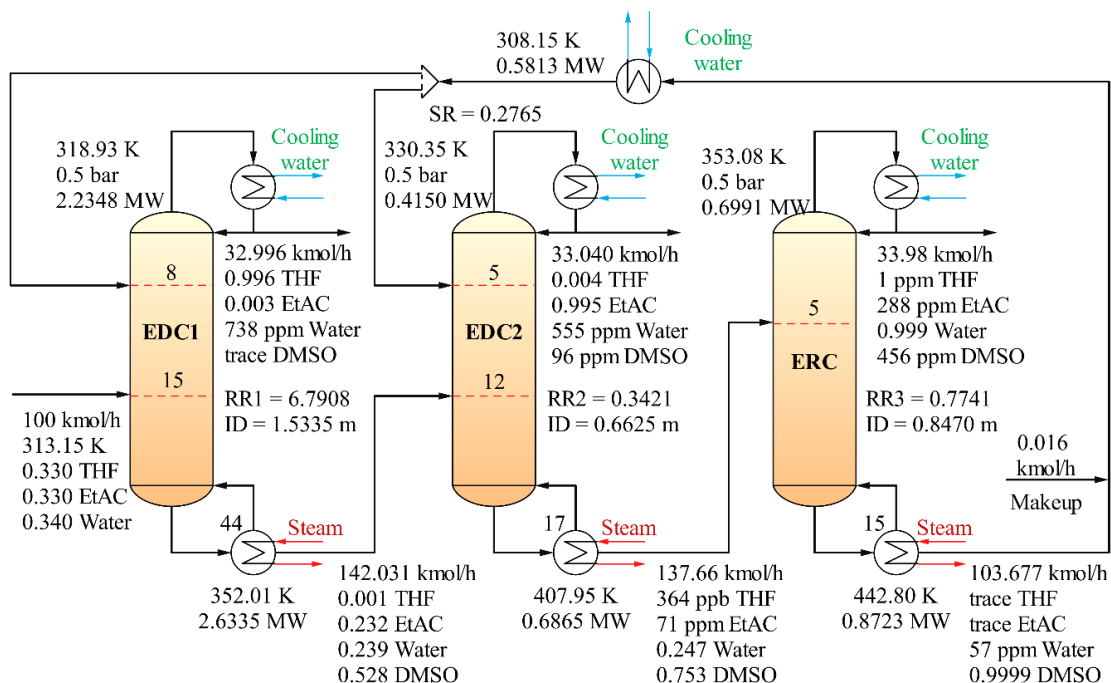 308.15 K
0.5813 MW
Cooling
water
SR = 0.2765
318.93 K
0.5 bar
2.2348 MW
Cooling
water
330.35 K
0.5 bar
0.4150 MW
Cooling
water
353.08 K
0.5 bar
0.6991 MW
Cooling
water
8
EDC1
15
32.996 kmol/h
0.996 THF
0.003 EtAC
738 ppm Water
trace DMSO
RR1 = 6.7908
ID = 1.5335 m
5
EDC2
12
33.040 kmol/h
0.004 THF
0.995 EtAC
555 ppm Water
96 ppm DMSO
RR2 = 0.3421
ID = 0.6625 m
5
ERC
33.98 kmol/h
1 ppm THF
288 ppm EtAC
0.999 Water
456 ppm DMSO
RR3 = 0.7741
ID = 0.8470 m
100 kmol/h
313.15 K
0.330 THF
0.330 EtAC
0.340 Water
0.016
kmol/h
Makeup
44
Steam
352.01 K
2.6335 MW
142.031 kmol/h
0.001 THF
0.232 EtAC
0.239 Water
0.528 DMSO
17
Steam
407.95 K
0.6865 MW
137.66 kmol/h
364 ppb THF
71 ppm EtAC
0.247 Water
0.753 DMSO
15
Steam
442.80 K
0.8723 MW
103.677 kmol/h
trace THF
trace EtAC
57 ppm Water
0.9999 DMSO